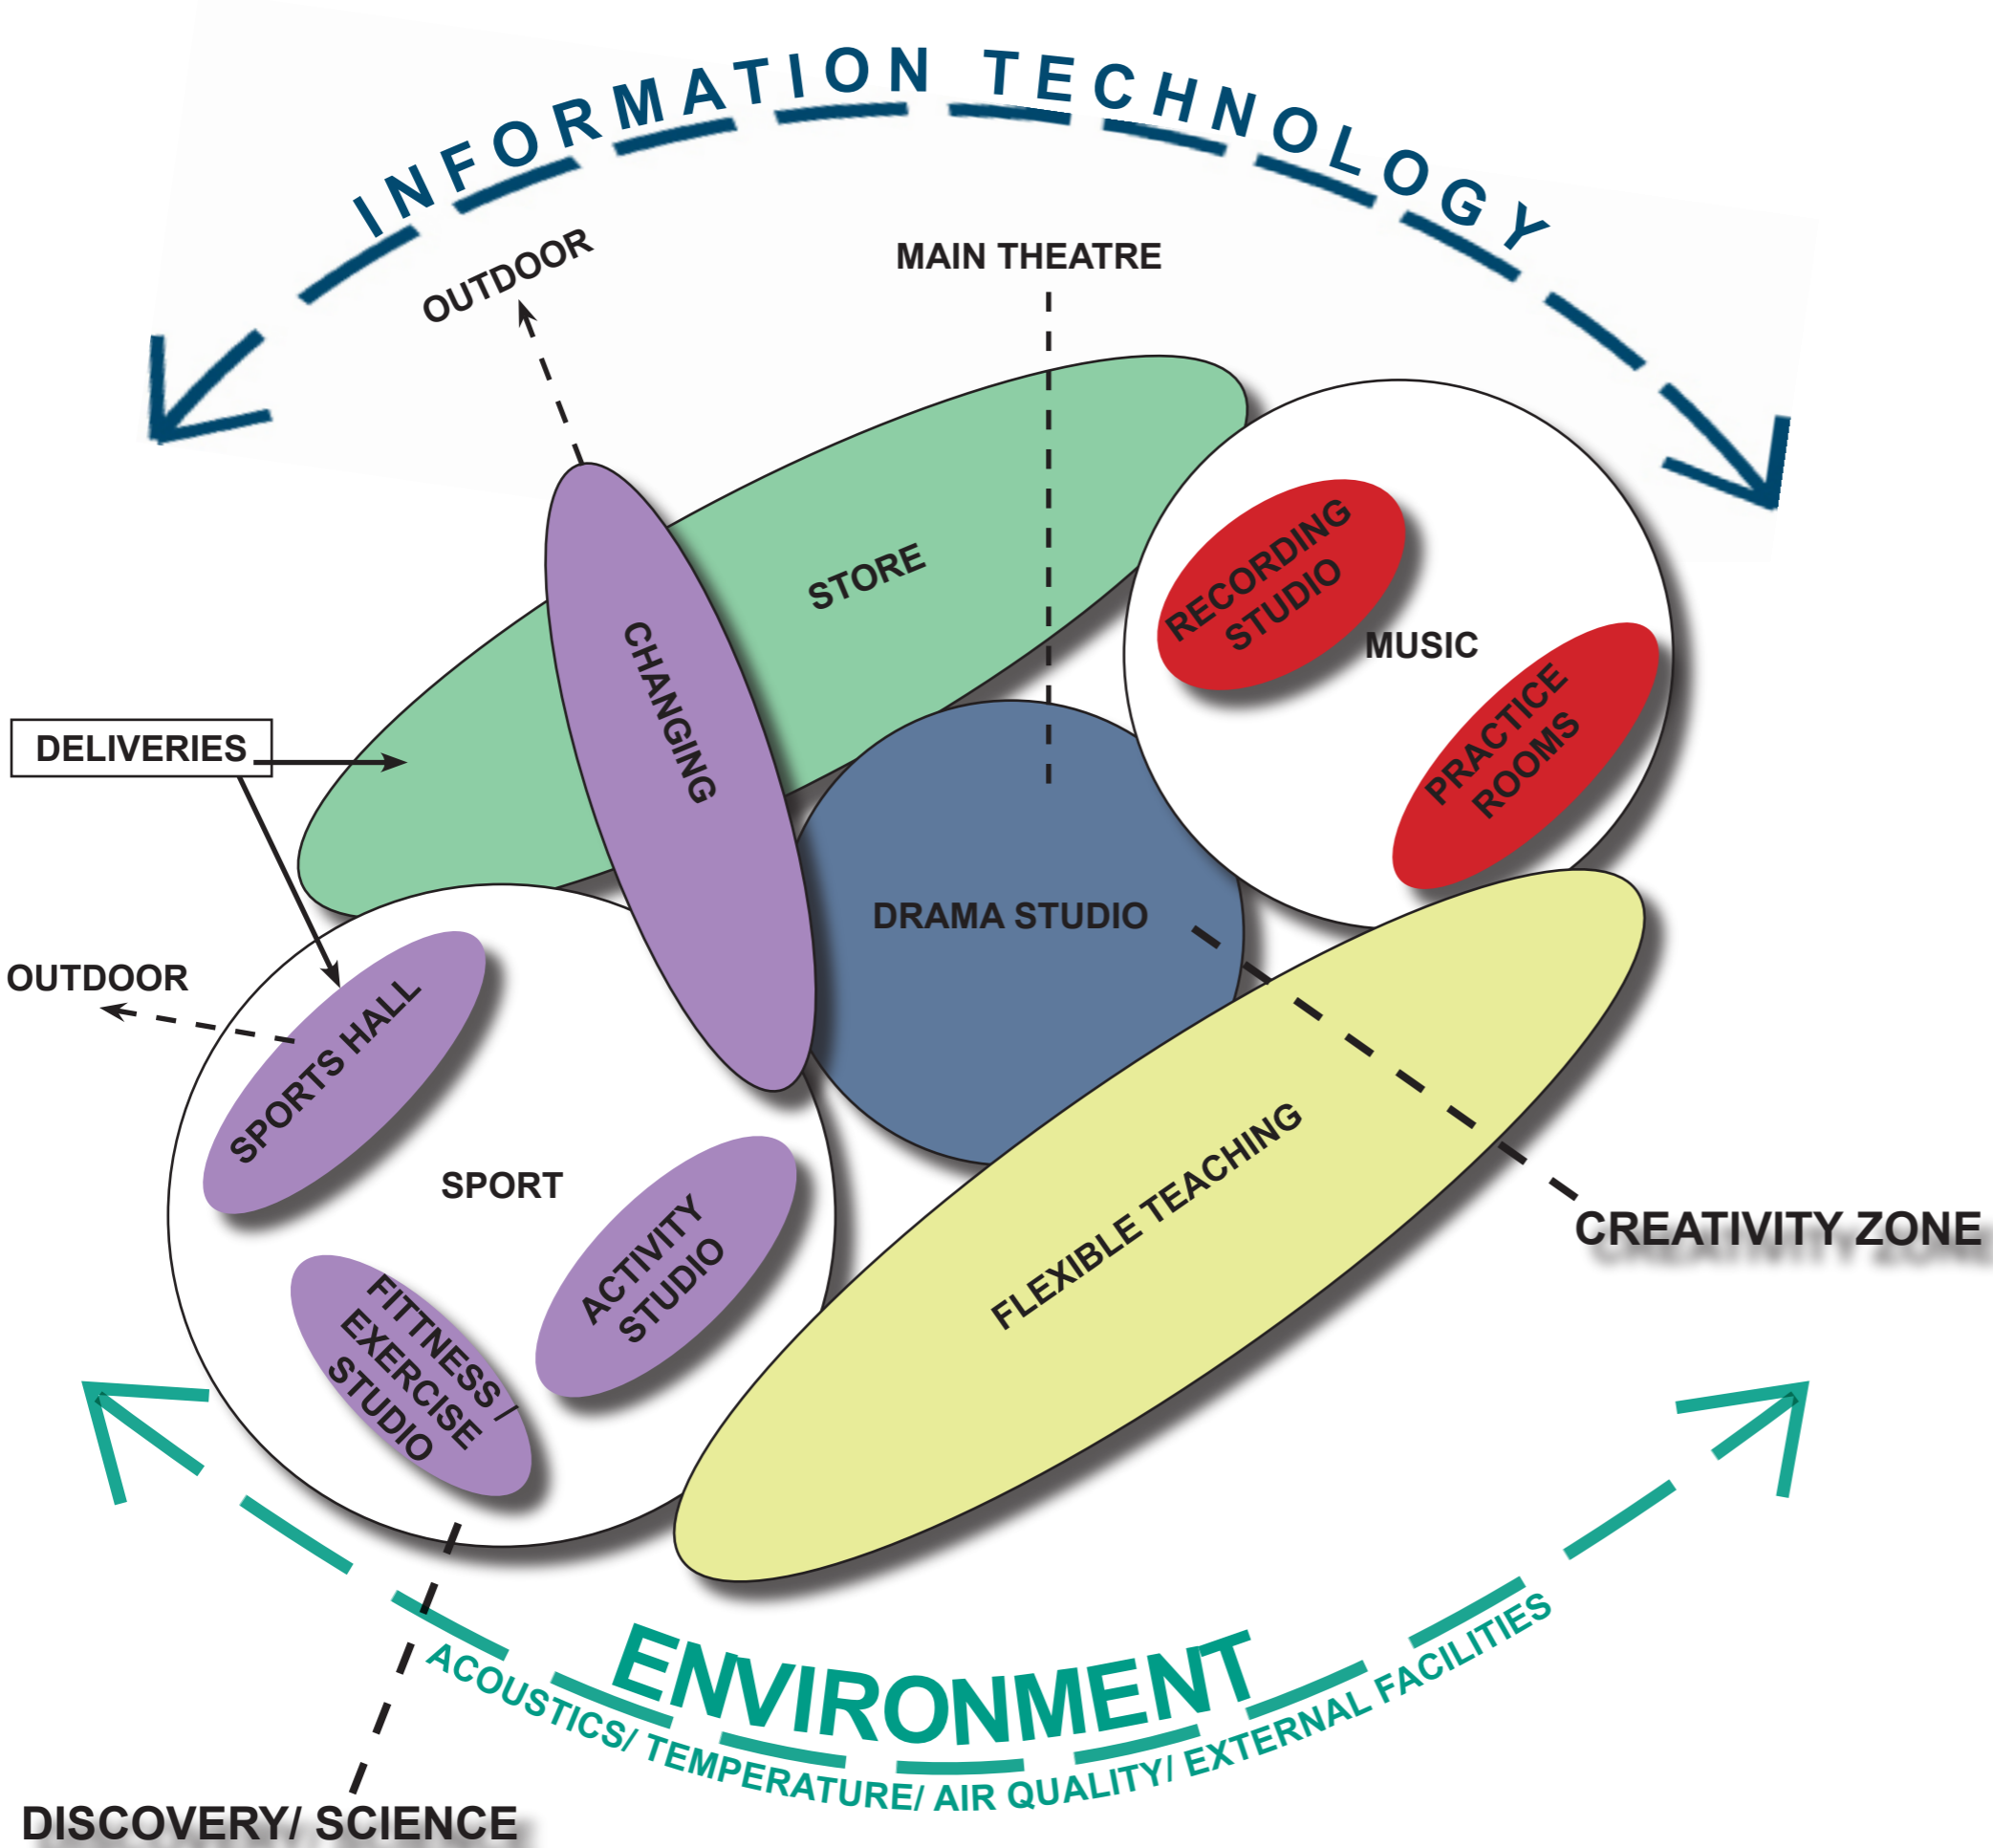 INFORMATION TECHNOLOGY
OUTDOOR
MAIN THEATRE
STORE
RECORDING
STUDIO
MUSIC
CHANGING
PRACTICE
ROOMS
DELIVERIES
DRAMA STUDIO
OUTDOOR
SPORTS HALL
SPORT
ACTIVITY
STUDIO
FLEXIBLE TEACHING
CREATIVITY ZONE
FITTNESS /
EXERCISE
STUDIO
ENVIRONMENT
ACOUSTICS/ TEMPERATURE/ AIR QUALITY/ EXTERNAL FACILITIES
DISCOVERY/ SCIENCE